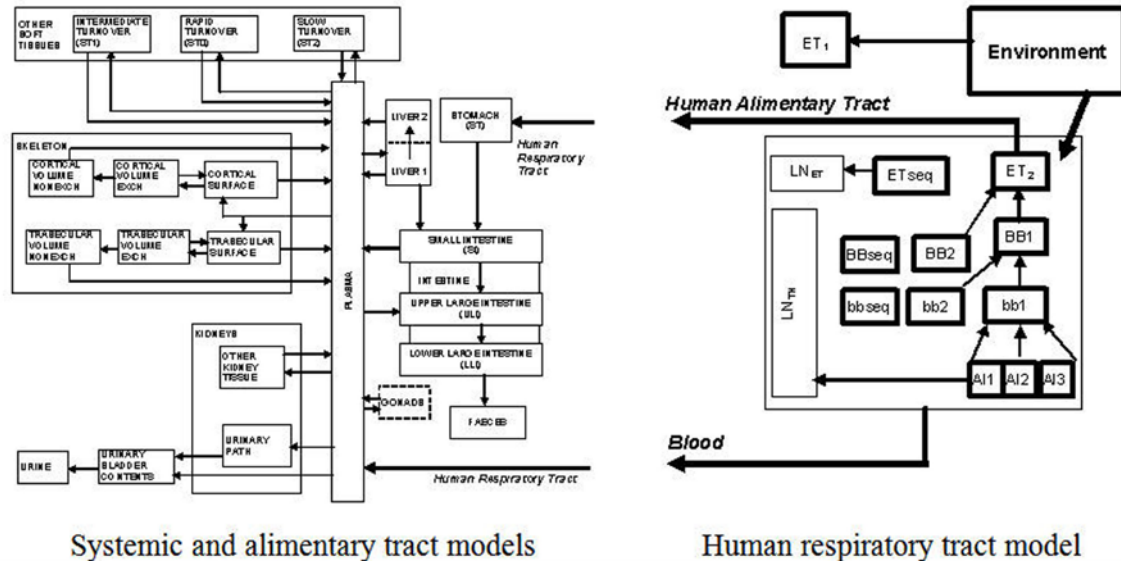 OTHER
SOFT
TISSUES
INTERMEDIATE
TURNOVER
(ST1)
RAPID
TURNOVER
(ST0)
SLOW
TURNOVER
(ST2)
SKELETON
CORTICAL
VOLUME
NONEXCH
CORTICAL
VOLUME
EXCH
CORTICAL
SURFACE
TRABECULAR
VOLUME
NONEXCH
TRABECULAR
VOLUME
EXCH
TRABECULAR
SURFACE
PLASMA
LIVER 2
LIVER 1
STOMACH
(ST)
Human
Respiratory
Tract
SMALL INTESTINE
(SI)
INTESTINE
UPPER LARGE INTESTINE
(ULI)
LOWER LARGE INTESTINE
(LLI)
FAECES
GONADS
KIDNEYS
OTHER
KIDNEY
TISSUE
URINARY
PATH
URINARY
BLADDER
CONTENTS
URINE
Human Respiratory Tract
Systemic and alimentary tract models
ET1
Environment
Human Alimentary Tract
LNET
ETseq
ET2
BBseq
BB2
BB1
LNTH
bbseq
bb2
bb1
AI1
AI2
AI3
Blood
Human respiratory tract model